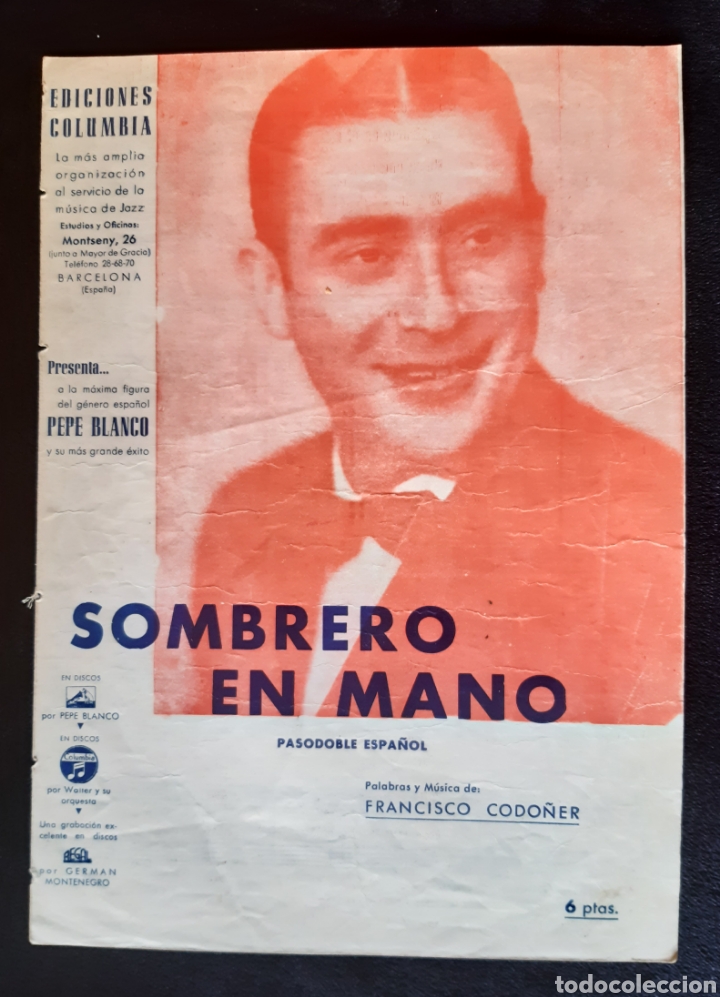 EDICIONES
COLUMBIA
La más amplia
organización
al servicio de la
música de Jazz
Estudios y Oficinas:
Montseny, 26
(junto a Mayor de Gracia)
Teléfono 28-68-70
BARCELONA
(España)
Presenta...
a la máxima figura
del género español
PEPE BLANCO
y su más grande éxito
SOMBRERO
EN MANO
PASODOBLE ESPAÑOL
Palabras y Música de:
FRANCISCO CODOÑER
EN DISCOS
por PEPE BLANCO
EN DISCOS
Columbia
por Walter y su
orquesta
Una grabación ex-
celente en discos
REGAL
por GERMAN
MONTENEGRO
6 ptas.
todocoleccion